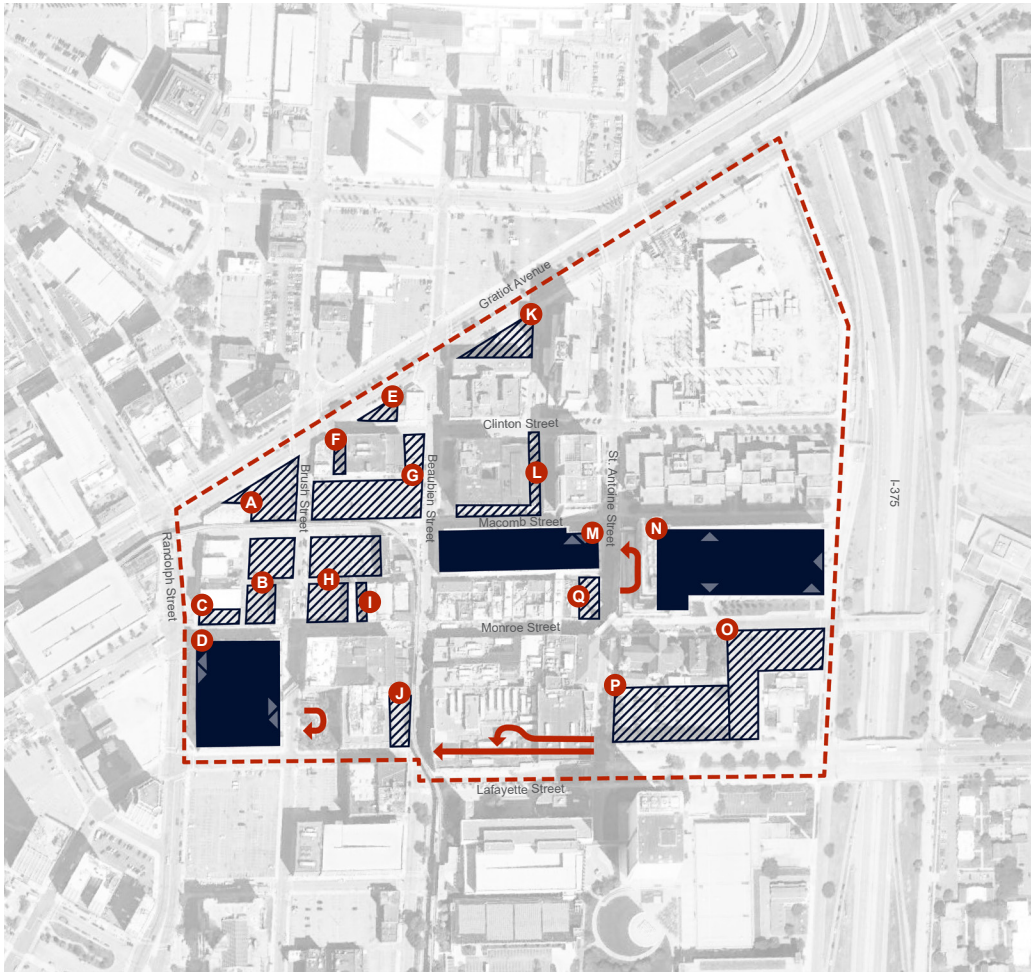 Gratiot Avenue
K
E
Clinton Street
F
G
L
Brush Street
Beaubien Street
St. Antoine Street
A
I-375
Macomb Street
M
N
Randolph Street
B
H
C
I
Q
Monroe Street
D
O
P
J
Lafayette Street